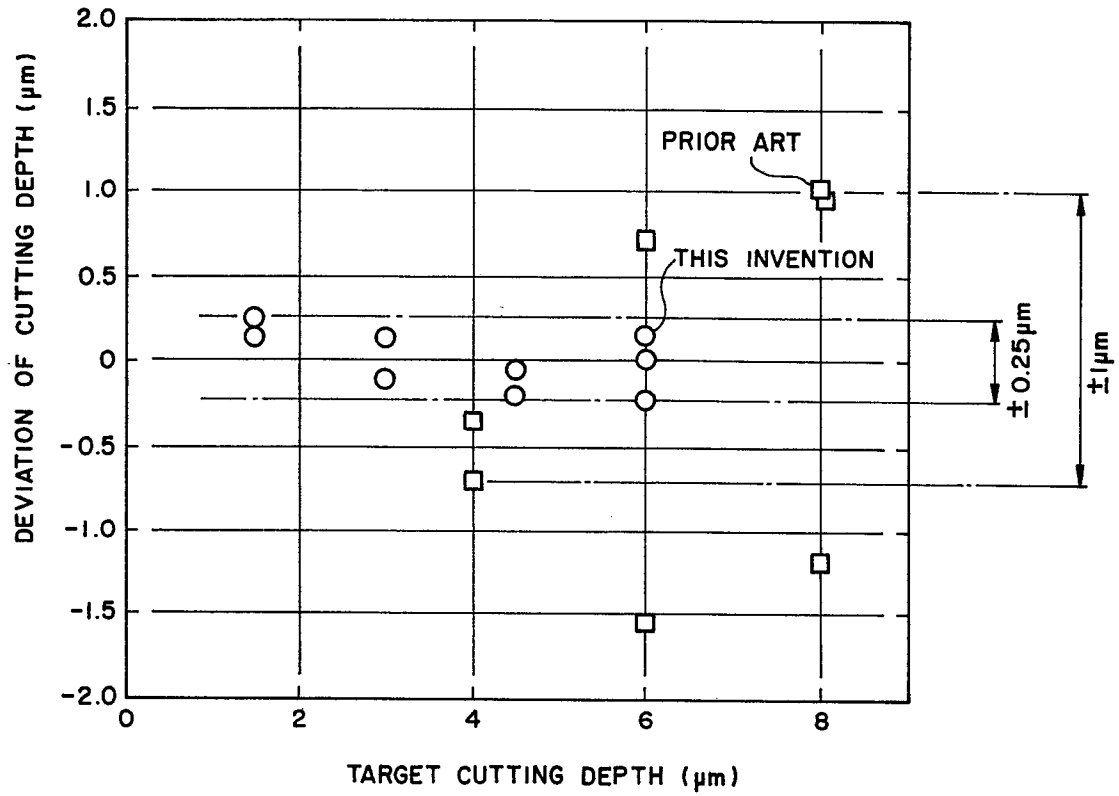 DEVIATION OF CUTTING DEPTH (µm)
2.0
1.5
1.0
0.5
0
-0.5
-1.0
-1.5
-2.0
PRIOR ART
THIS INVENTION
±0.25µm
±1µm
0 2 4 6 8
TARGET CUTTING DEPTH (µm)